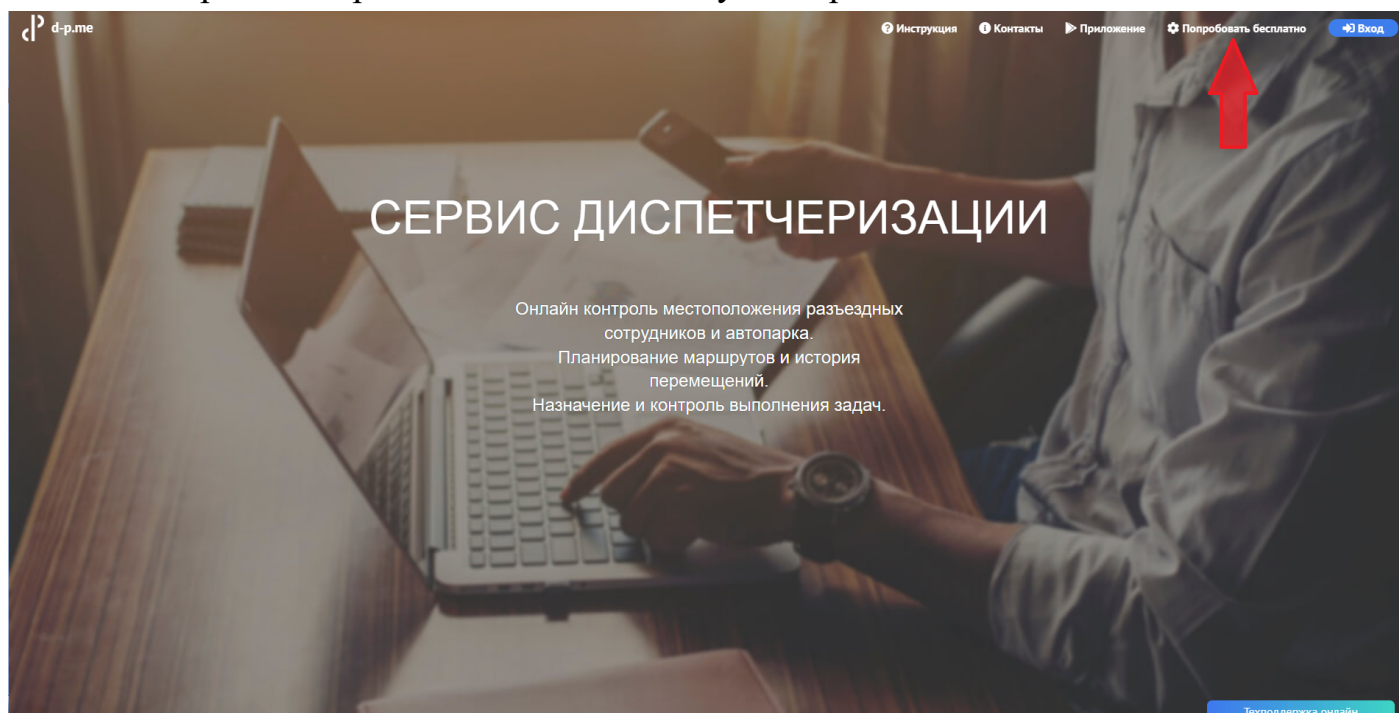 d-p.me
Инструкция
Контакты
Приложение
Попробовать бесплатно
Вход
СЕРВИС ДИСПЕТЧЕРИЗАЦИИ
Онлайн контроль местоположения разъездных
сотрудников и автопарка.
Планирование маршрутов и история
перемещений.
Назначение и контроль выполнения задач.
Техподдержка онлайн